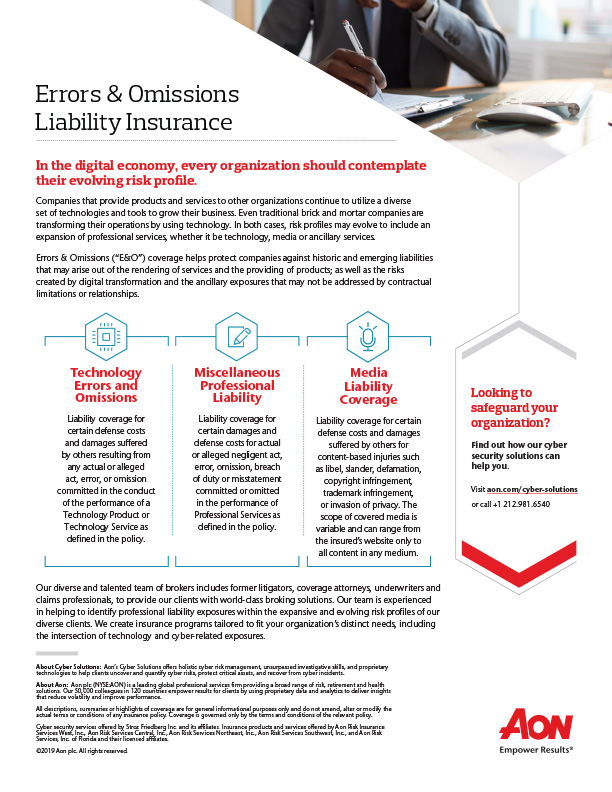 Errors & Omissions
Liability Insurance
In the digital economy, every organization should contemplate
their evolving risk profile.
Companies that provide products and services to other organizations continue to utilize a diverse
set of technologies and tools to grow their business. Even traditional brick and mortar companies are
transforming their operations by using technology. In both cases, risk profiles may evolve to include an
expansion of professional services, whether it be technology, media or ancillary services.
Errors & Omissions (“E&O”) coverage helps protect companies against historic and emerging liabilities
that may arise out of the rendering of services and the providing of products; as well as the risks
created by digital transformation and the ancillary exposures that may not be addressed by contractual
limitations or relationships.
Technology
Errors and
Omissions
Liability coverage for
certain defense costs
and damages suffered
by others resulting from
any actual or alleged
act, error, or omission
committed in the conduct
of the performance of a
Technology Product or
Technology Service as
defined in the policy.
Miscellaneous
Professional
Liability
Liability coverage for
certain damages and
defense costs for actual
or alleged negligent act,
error, omission, breach
of duty or misstatement
committed or omitted
in the performance of
Professional Services as
defined in the policy.
Media
Liability
Coverage
Liability coverage for certain
defense costs and damages
suffered by others for
content-based injuries such
as libel, slander, defamation,
copyright infringement,
trademark infringement,
or invasion of privacy. The
scope of covered media is
variable and can range from
the insured’s website only to
all content in any medium.
Looking to
safeguard your
organization?
Find out how our cyber
security solutions can
help you.
Visit aon.com/cyber-solutions
or call +1 212.981.6540
Our diverse and talented team of brokers includes former litigators, coverage attorneys, underwriters and
claims professionals, to provide our clients with world-class broking solutions. Our team is experienced
in helping to identify professional liability exposures within the expansive and evolving risk profiles of our
diverse clients. We create insurance programs tailored to fit your organization’s distinct needs, including
the intersection of technology and cyber-related exposures.
About Cyber Solutions: Aon’s Cyber Solutions offers holistic cyber risk management, unsurpassed investigative skills, and proprietary
technologies to help clients uncover and quantify cyber risks, protect critical assets, and recover from cyber incidents.
About Aon: Aon plc (NYSE:AON) is a leading global professional services firm providing a broad range of risk, retirement and health
solutions. Our 50,000 colleagues in 120 countries empower results for clients by using proprietary data and analytics to deliver insights
that reduce volatility and improve performance.
All descriptions, summaries or highlights of coverage are for general informational purposes only and do not amend, alter or modify the
actual terms or conditions of any insurance policy. Coverage is governed only by the terms and conditions of the relevant policy.
Cyber security services offered by Stroz Friedberg Inc. and its affiliates. Insurance products and services offered by Aon Risk Insurance
Services West, Inc., Aon Risk Services Central, Inc., Aon Risk Services Northeast, Inc., Aon Risk Services Southwest, Inc., and Aon Risk
Services, Inc. of Florida and their licensed affiliates.
©2019 Aon plc. All rights reserved.
AON
Empower Results®